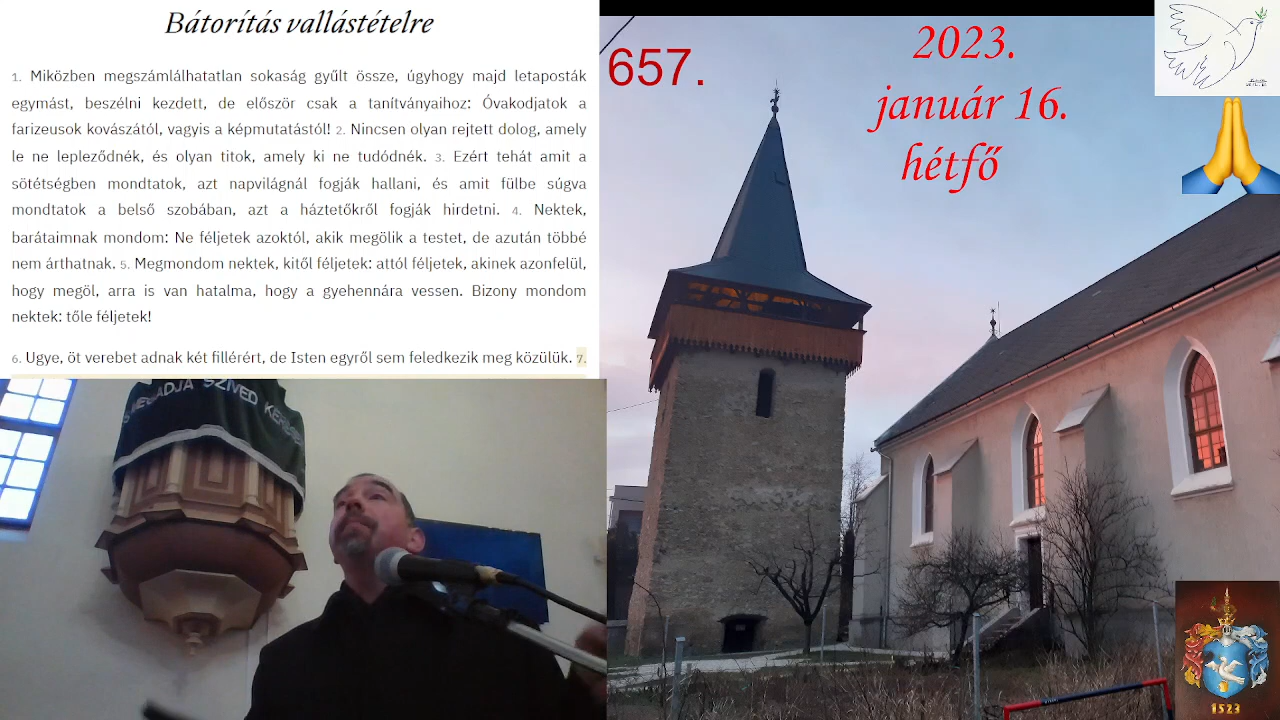 Bátorítás vallástételre
1. Miközben megszámlálhatatlan sokaság gyűlt össze, úgyhogy majd letaposták
egymást, beszélni kezdett, de először csak a tanítványaihoz: Óvakodjatok a
farizeusok kovászától, vagyis a képmutatástól! 2. Nincsen olyan rejtett dolog, amely
le ne lepleződnék, és olyan titok, amely ki ne tudódnék. 3. Ezért tehát amit a
sötétségben mondtatok, azt napvilágnál fogják hallani, és amit fülbe súgva
mondtatok a belső szobában, azt a háztetőkről fogják hirdetni. 4. Nektek,
barátaimnak mondom: Ne féljetek azoktól, akik megölik a testet, de azután többé
nem árthatnak. 5. Megmondom nektek, kitől féljetek: attól féljetek, akinek azonfelül,
hogy megöl, arra is van hatalma, hogy a gyehennára vessen. Bizony mondom
nektek: tőle féljetek!
6. Ugye, öt verebet adnak két fillérért, de Isten egyről sem feledkezik meg közülük. 7.
657.
2023.
január 16.
hétfő
MEGADJA SZÍVED
1523